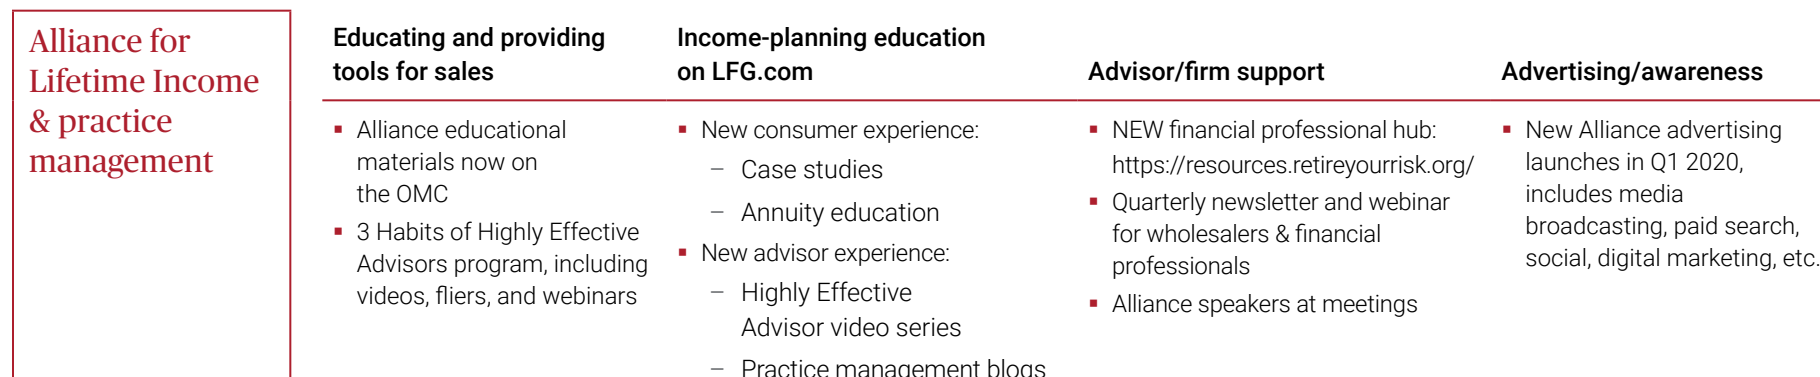 Alliance for
Lifetime Income
& practice
management
Educating and providing
tools for sales
▪ Alliance educational
materials now on
the OMC
▪ 3 Habits of Highly Effective
Advisors program, including
videos, fliers, and webinars
Income-planning education
on LFG.com
▪ New consumer experience:
– Case studies
– Annuity education
▪ New advisor experience:
– Highly Effective
Advisor video series
– Practice management blogs
Advisor/firm support
▪ NEW financial professional hub:
https://resources.retireyourrisk.org/
▪ Quarterly newsletter and webinar
for wholesalers & financial
professionals
▪ Alliance speakers at meetings
Advertising/awareness
▪ New Alliance advertising
launches in Q1 2020,
includes media
broadcasting, paid search,
social, digital marketing, etc.